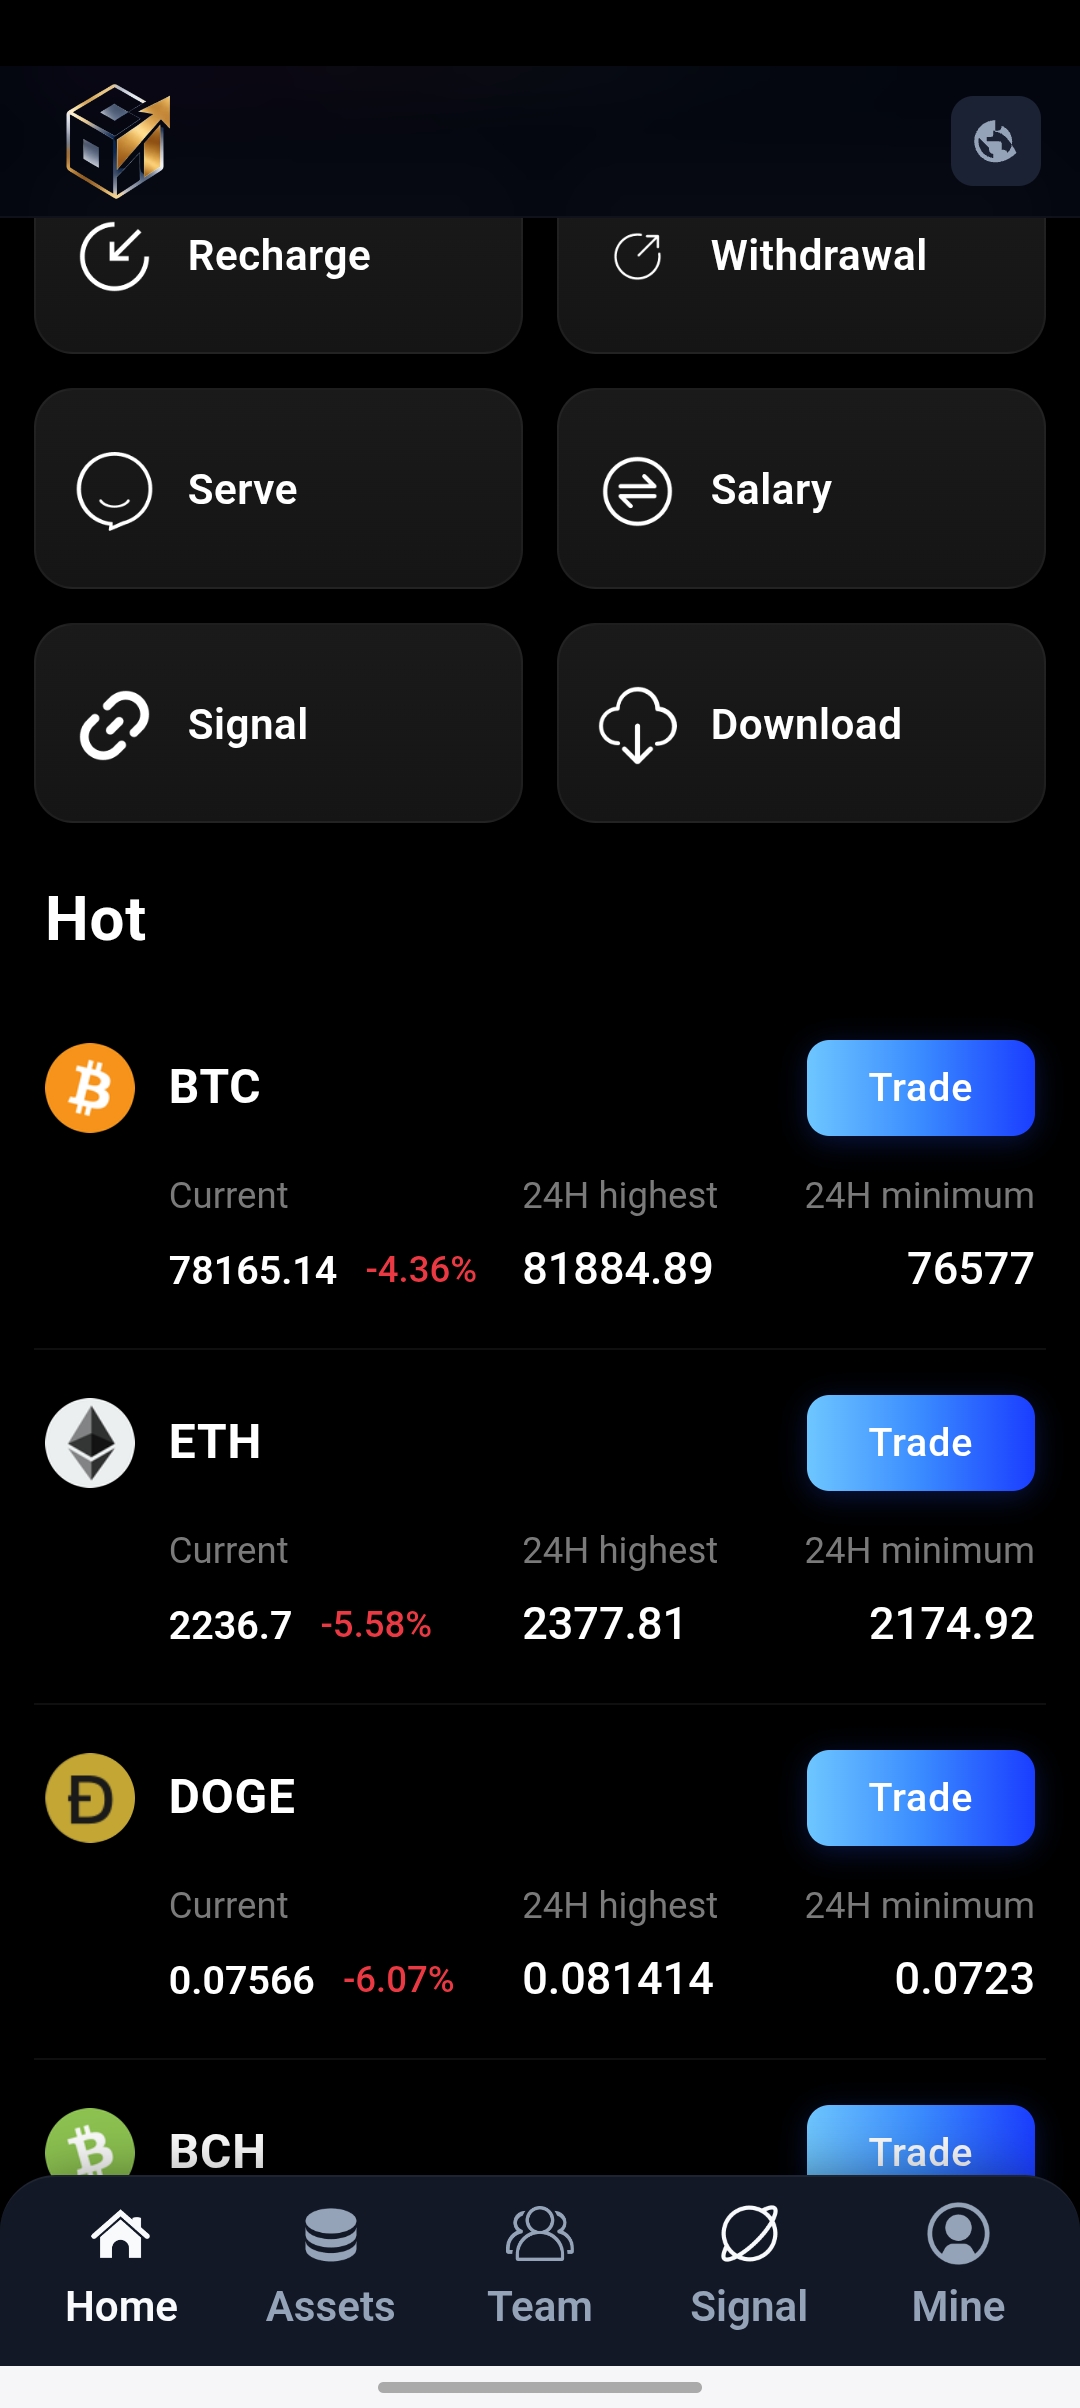 Recharge
Withdrawal
Serve
Salary
Signal
Download
Hot
BTC
Trade
Current
24H highest
24H minimum
78165.14 -4.36%
81884.89
76577
ETH
Trade
Current
24H highest
24H minimum
2236.7 -5.58%
2377.81
2174.92
DOGE
Trade
Current
24H highest
24H minimum
0.07566 -6.07%
0.081414
0.0723
BCH
Trade
Home
Assets
Team
Signal
Mine